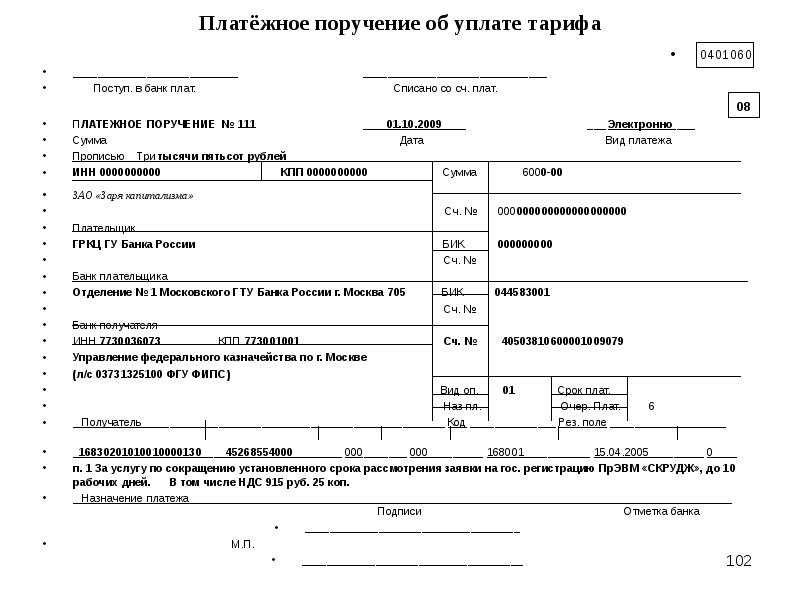 Платёжное поручение об уплате тарифа
0401060
Поступ. в банк плат. Списано со сч. плат.
08
ПЛАТЕЖНОЕ ПОРУЧЕНИЕ № 111 01.10.2009 Электронно
Сумма Дата Вид платежа
Прописью Три тысячи пятьсот рублей
ИНН 0000000000 КПП 0000000000 Сумма 6000-00
ЗАО «Заря капитализма»
Сч. № 00000000000000000000
Плательщик
ГРКЦ ГУ Банка России БИК 000000000
Сч. №
Банк плательщика
Отделение № 1 Московского ГТУ Банка России г. Москва 705 БИК 044583001
Сч. №
Банк получателя
ИНН 7730036073 КПП 773001001 Сч. № 40503810600001009079
Управление федерального казначейства по г. Москве
(л/с 03731325100 ФГУ ФИПС)
Вид оп. 01 Срок плат.
Наз пл. Очер. Плат. 6
Получатель Код Рез. поле
16830201010010000130 45268554000 000 000 168001 15.04.2005 0
п. 1 За услугу по сокращению установленного срока рассмотрения заявки на гос. регистрацию ПрЭВМ «СКРУДЖ», до 10
рабочих дней. В том числе НДС 915 руб. 25 коп.
Назначение платежа
Подписи Отметка банка
М.П.
102